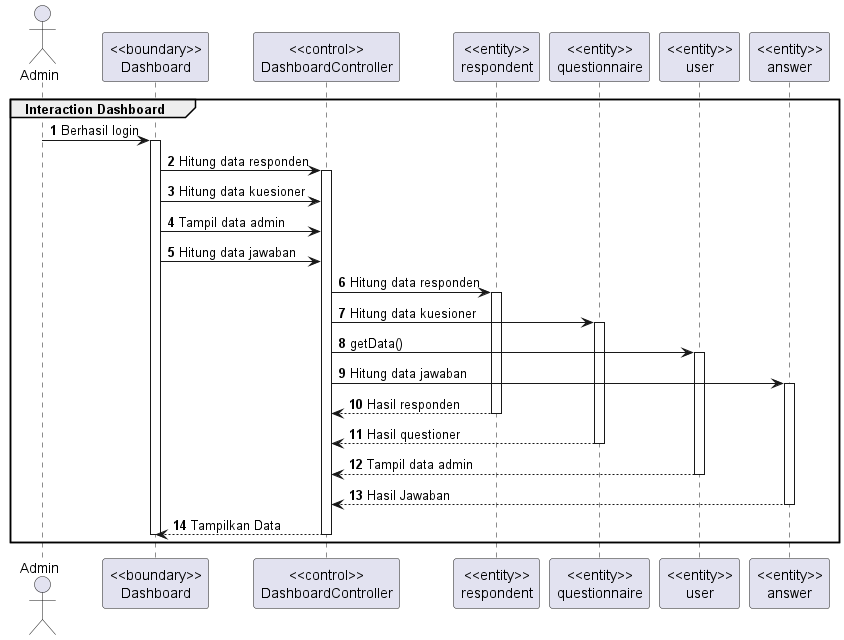 Admin
<<boundary>>
Dashboard
<<control>>
DashboardController
<<entity>>
respondent
<<entity>>
questionnaire
<<entity>>
user
<<entity>>
answer
Interaction Dashboard
1 Berhasil login
2 Hitung data responden
3 Hitung data kuesioner
4 Tampil data admin
5 Hitung data jawaban
6 Hitung data responden
7 Hitung data kuesioner
8 getData()
9 Hitung data jawaban
10 Hasil responden
11 Hasil questioner
12 Tampil data admin
13 Hasil Jawaban
14 Tampilkan Data
Admin
<<boundary>>
Dashboard
<<control>>
DashboardController
<<entity>>
respondent
<<entity>>
questionnaire
<<entity>>
user
<<entity>>
answer